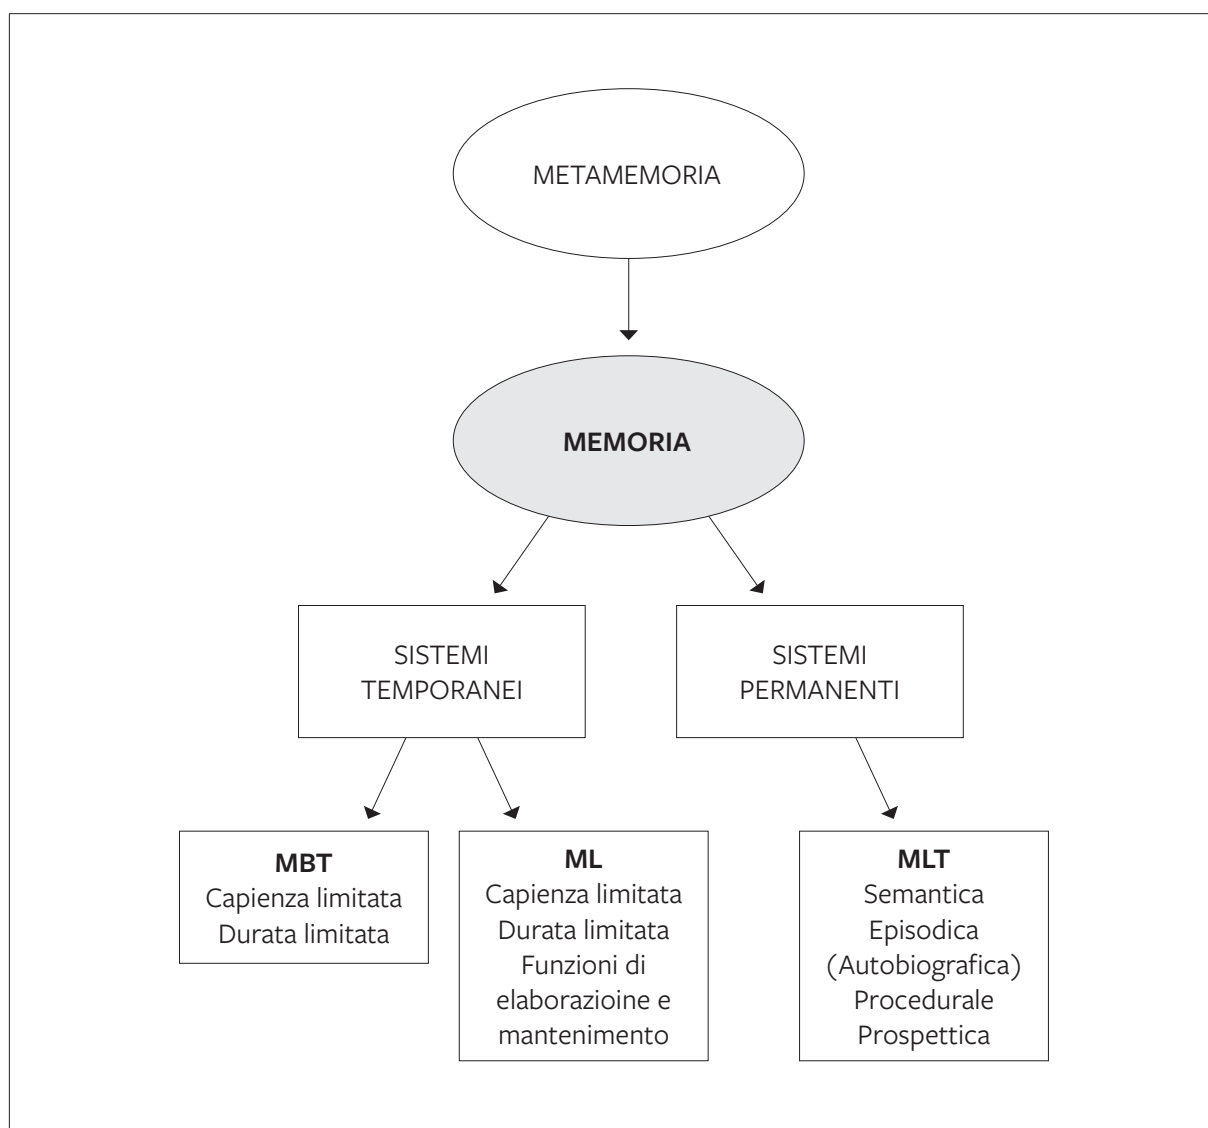 METAMEMORIA
MEMORIA
SISTEMI
TEMPORANEI
SISTEMI
PERMANENTI
MBT
Capienza limitata
Durata limitata
ML
Capienza limitata
Durata limitata
Funzioni di
elaborazioine e
mantenimento
MLT
Semantica
Episodica
(Autobiografica)
Procedurale
Prospettica